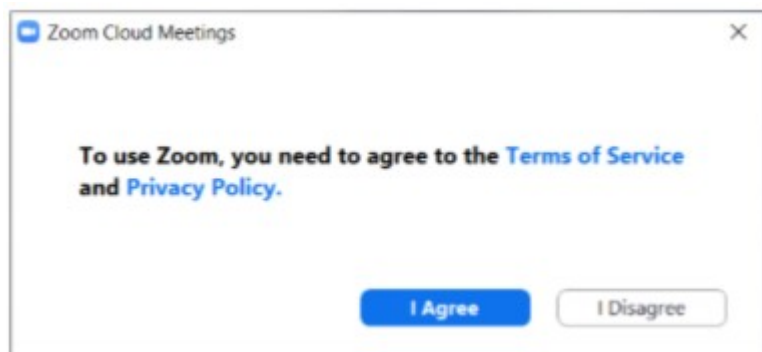 Zoom Cloud Meetings
To use Zoom, you need to agree to the Terms of Service
and Privacy Policy.
I Agree
I Disagree